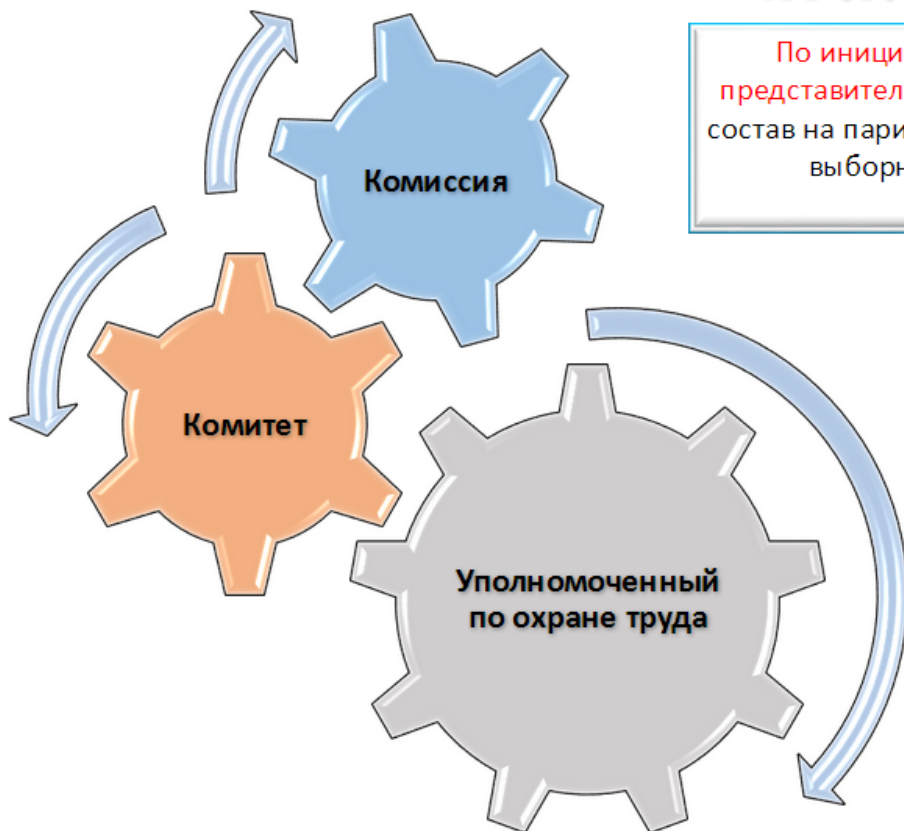 По иници
представител
состав на пари
выборн
Комиссия
Комитет
Уполномоченный
по охране труда